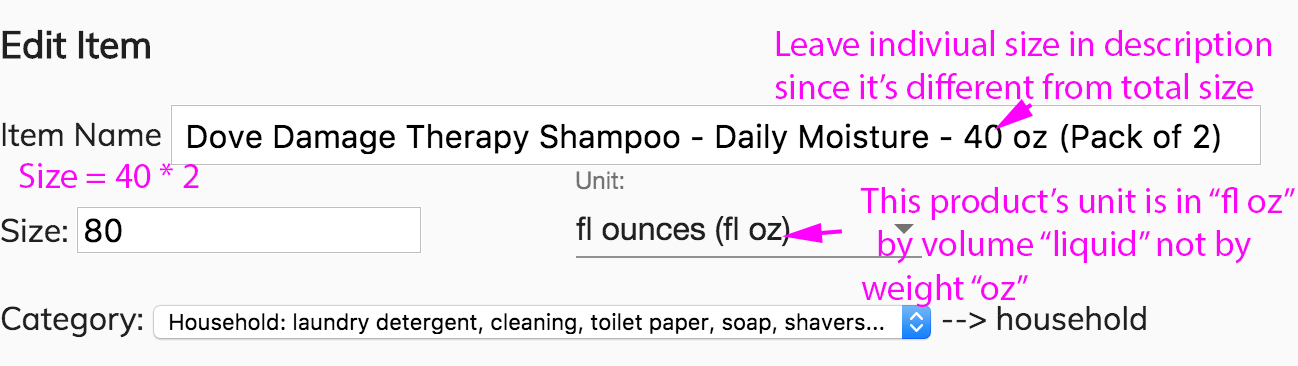 Edit Item
Leave indiviual size in description
since it's different from total size
Item Name Dove Damage Therapy Shampoo - Daily Moisture - 40 oz (Pack of 2)
Size = 40 * 2
Unit:
Size: 80
fl ounces (fl oz)
This product's unit is in “fl oz”
by volume “liquid” not by
weight “oz”
Category: Household: laundry detergent, cleaning, toilet paper, soap, shavers... --> household